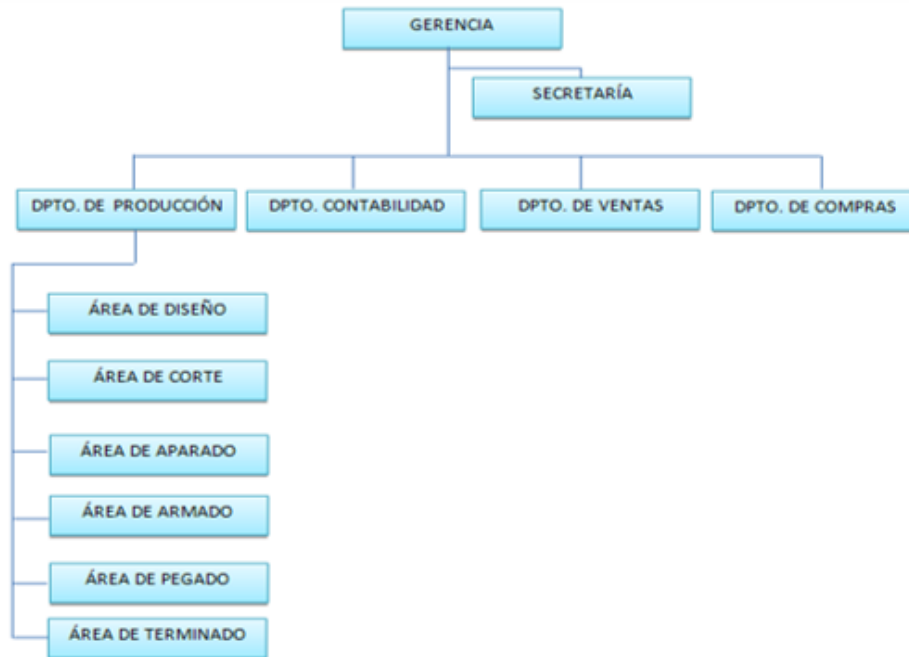 GERENCIA
SECRETARÍA
DPTO. DE PRODUCCIÓN
DPTO. CONTABILIDAD
DPTO. DE VENTAS
DPTO. DE COMPRAS
ÁREA DE DISEÑO
ÁREA DE CORTE
ÁREA DE APARADO
ÁREA DE ARMADO
ÁREA DE PEGADO
ÁREA DE TERMINADO